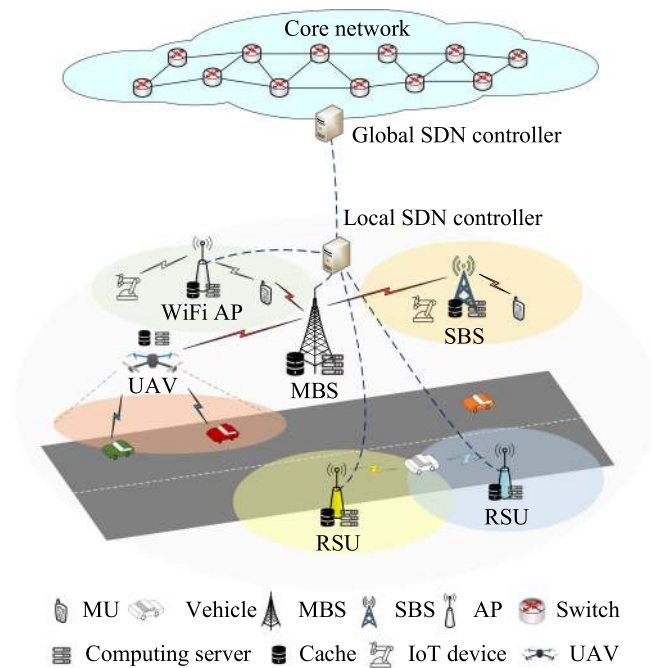 Core network
Global SDN controller
Local SDN controller
WiFi AP
SBS
UAV
MBS
RSU
RSU
MU Vehicle MBS SBS AP Switch
Computing server Cache IoT device UAV